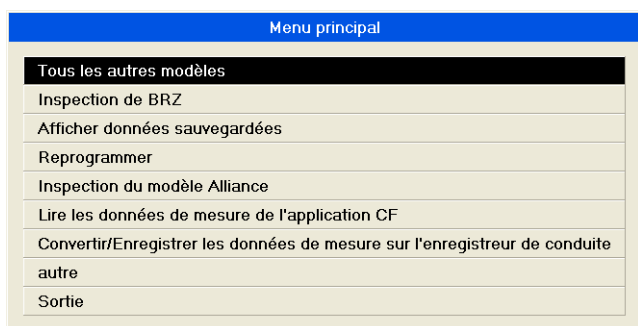 Menu principal
Tous les autres modèles
Inspection de BRZ
Afficher données sauvegardées
Reprogrammer
Inspection du modèle Alliance
Lire les données de mesure de l'application CF
Convertir/Enregistrer les données de mesure sur l'enregistreur de conduite
autre
Sortie